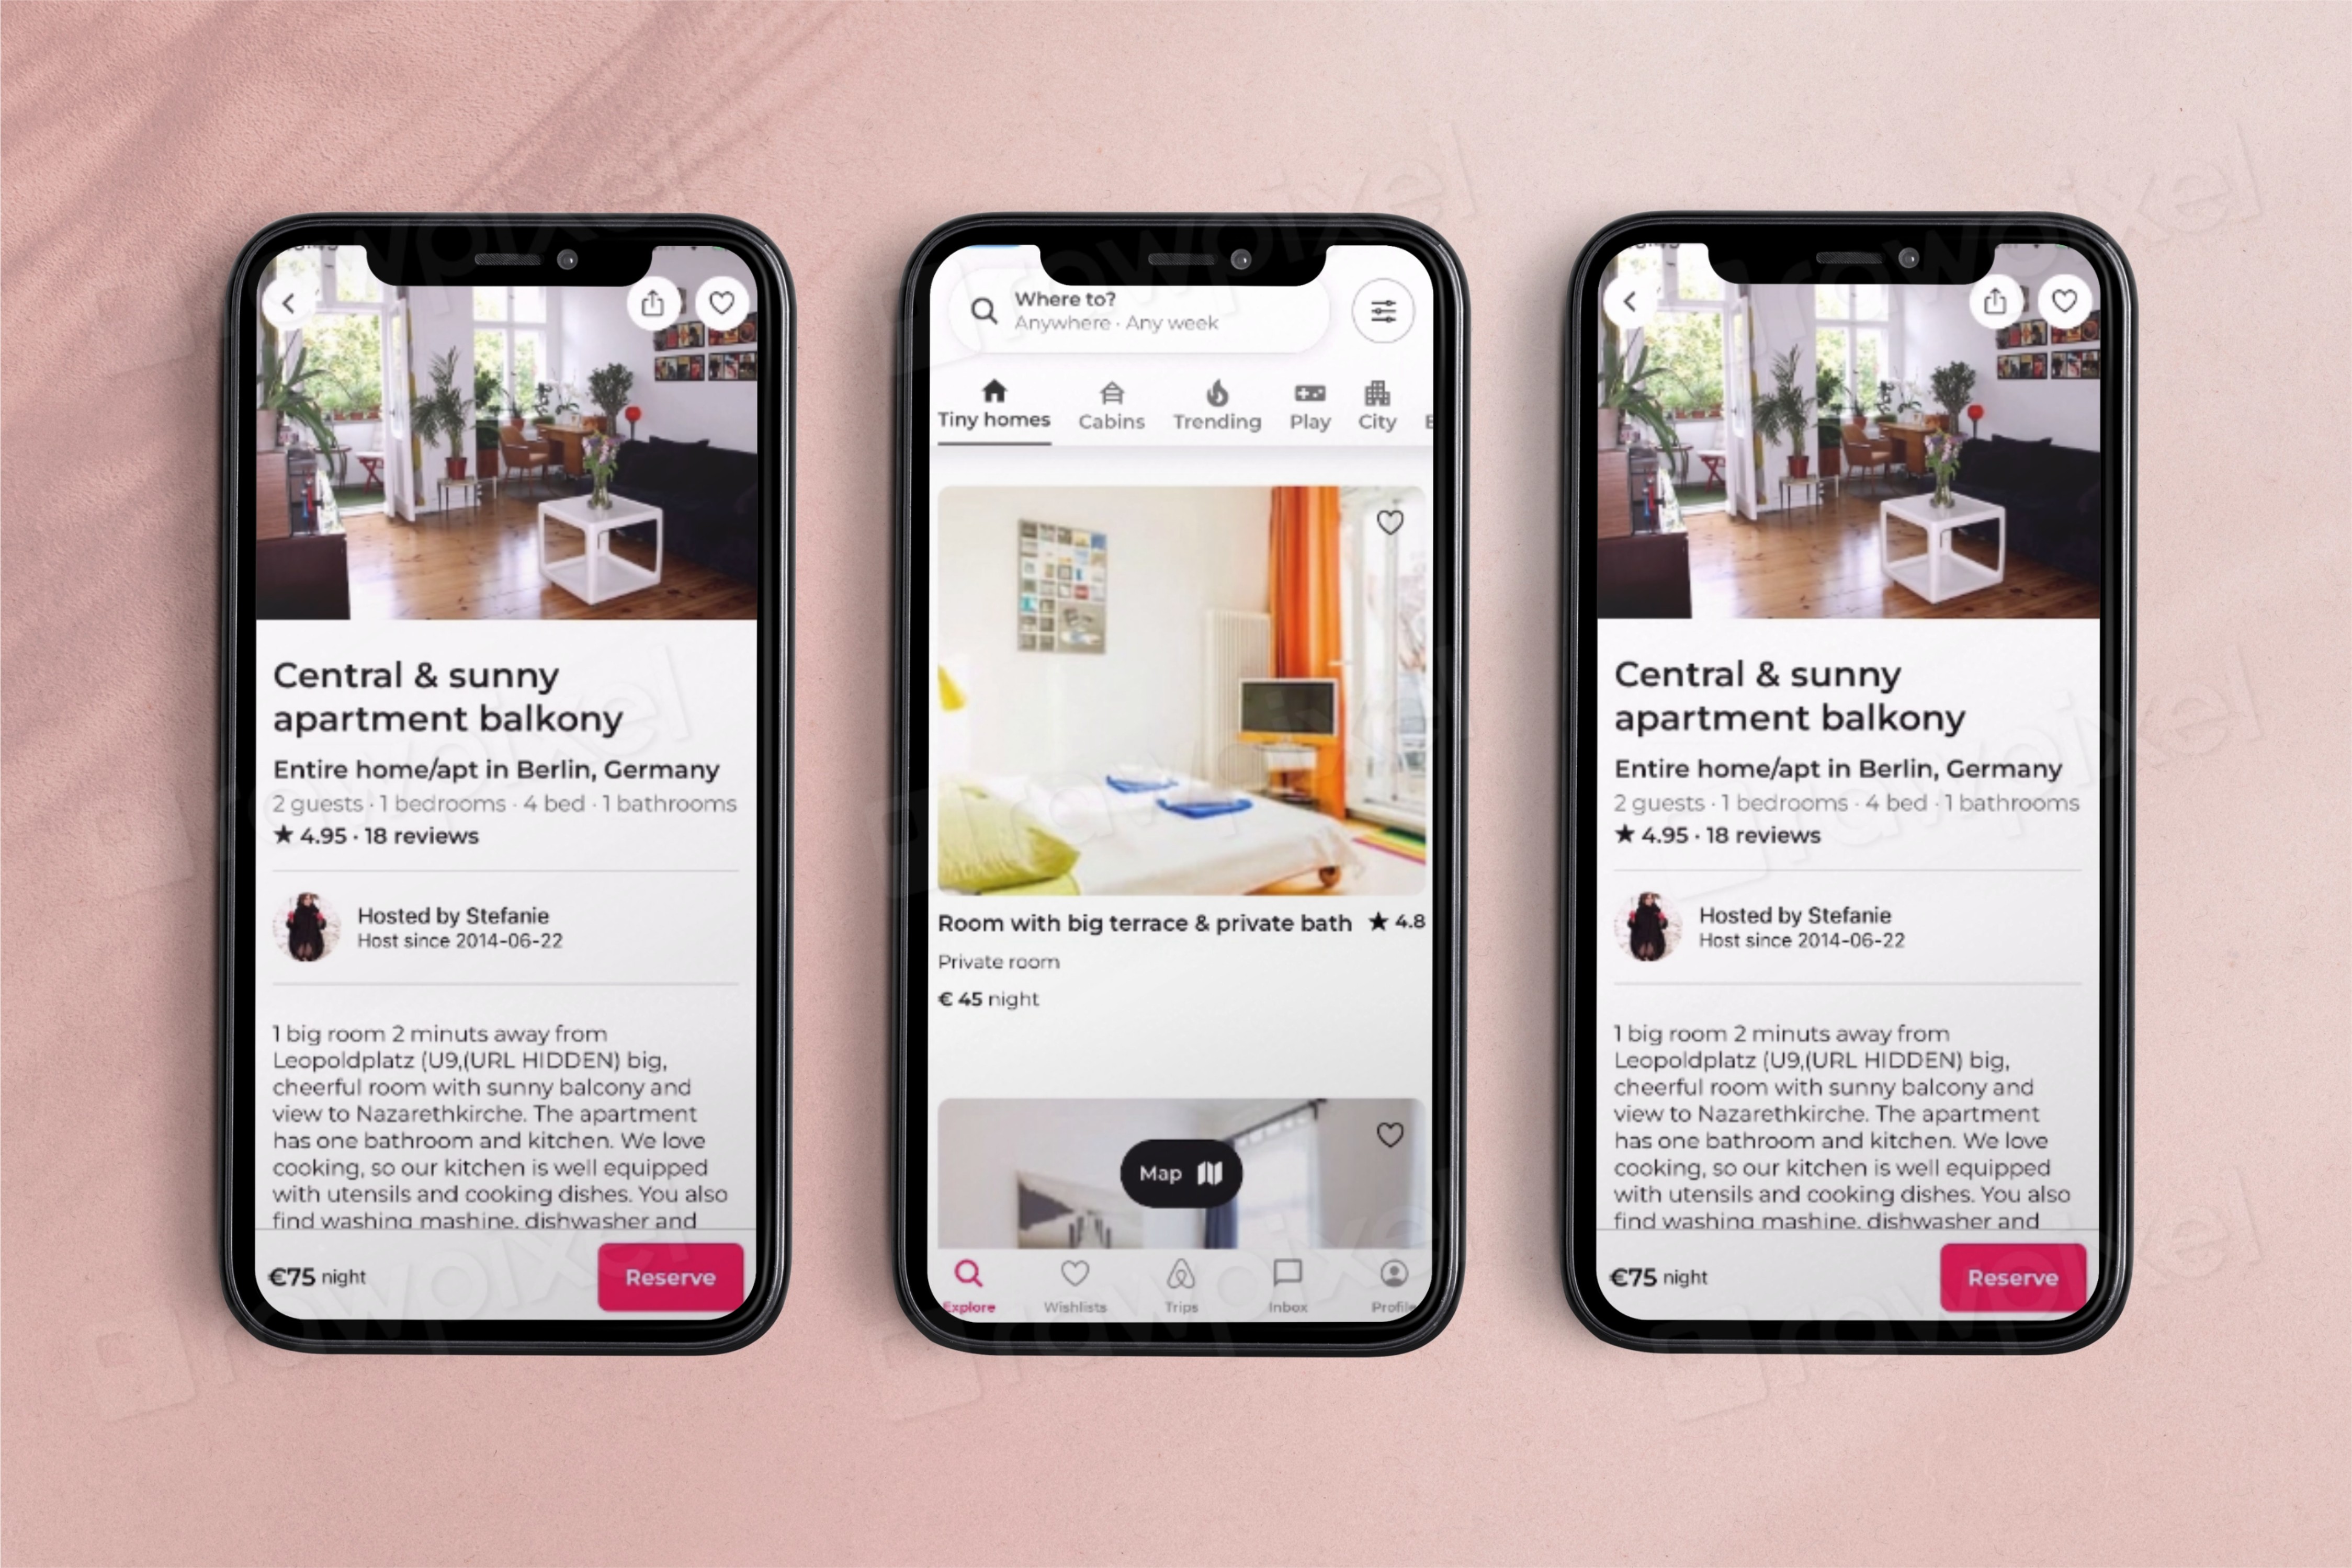 Central & sunny
apartment balkony
Entire home/apt in Berlin, Germany
2 guests · 1 bedrooms · 4 bed · 1 bathrooms
★ 4.95 · 18 reviews
Hosted by Stefanie
Host since 2014-06-22
1 big room 2 minuts away from
Leopoldplatz (U9,(URL HIDDEN) big,
cheerful room with sunny balcony and
view to Nazarethkirche. The apartment
has one bathroom and kitchen. We love
cooking, so our kitchen is well equipped
with utensils and cooking dishes. You also
find washing mashine, dishwasher and
€75 night
Reserve
Where to?
Anywhere · Any week
Tiny homes Cabins Trending Play City
Room with big terrace & private bath ★ 4.8
Private room
€ 45 night
Map
Explore Wishlists Trips Inbox Profile
Central & sunny
apartment balkony
Entire home/apt in Berlin, Germany
2 guests · 1 bedrooms · 4 bed · 1 bathrooms
★ 4.95 · 18 reviews
Hosted by Stefanie
Host since 2014-06-22
1 big room 2 minuts away from
Leopoldplatz (U9,(URL HIDDEN) big,
cheerful room with sunny balcony and
view to Nazarethkirche. The apartment
has one bathroom and kitchen. We love
cooking, so our kitchen is well equipped
with utensils and cooking dishes. You also
find washing mashine, dishwasher and
€75 night
Reserve
rawpixel
rawpixel
rawpixel
rawpixel
rawpixel
rawpixel
rawpixel
rawpixel
rawpixel